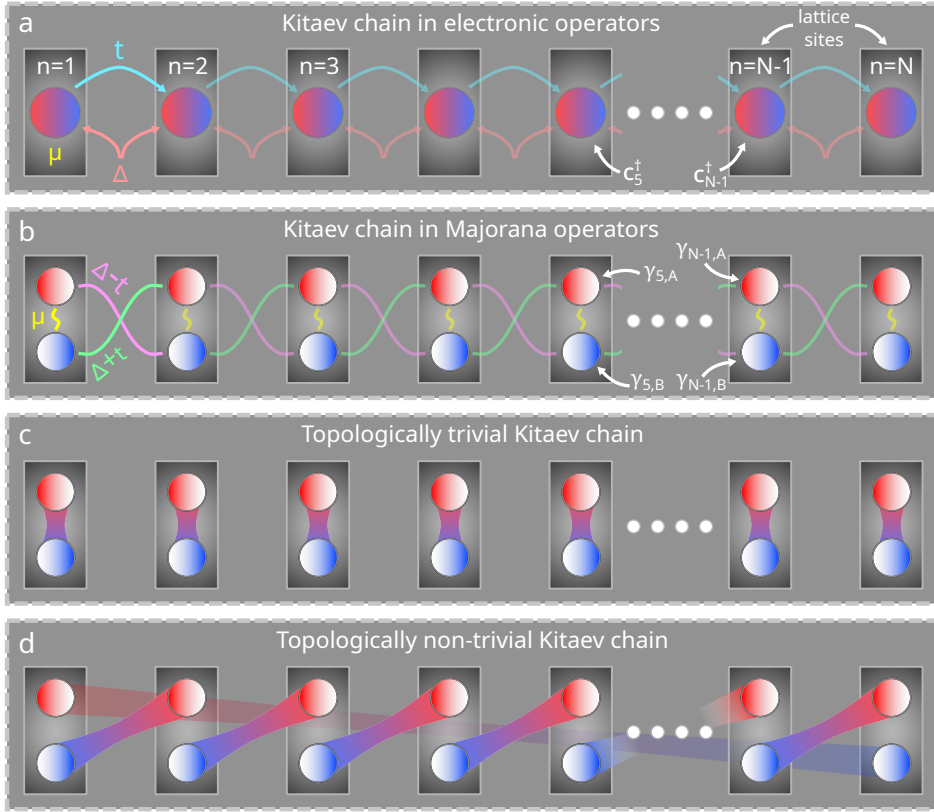 a
Kitaev chain in electronic operators
lattice
sites
n=1
t
n=2
n=3
n=N-1
n=N
μ
Δ
c₅†
c†N-1
b
Kitaev chain in Majorana operators
Δ-t
γ5,A
γN-1,A
μ
Δ+t
γ5,B
γN-1,B
c
Topologically trivial Kitaev chain
d
Topologically non-trivial Kitaev chain